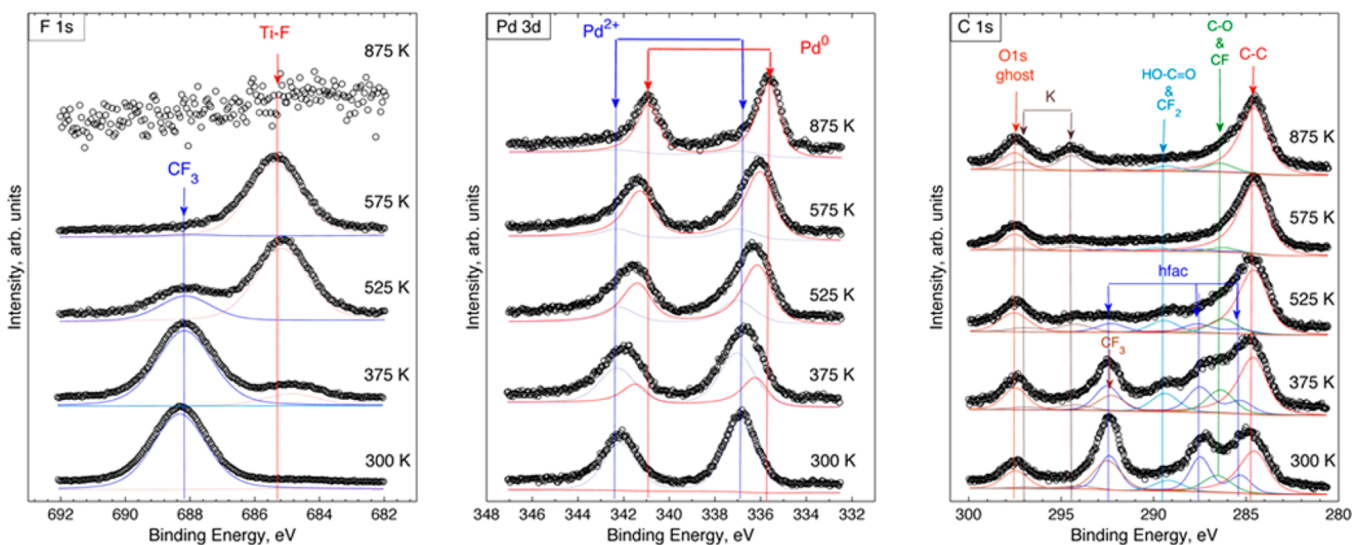 F 1s
Ti-F
875 K
CF3
575 K
525 K
375 K
300 K
Intensity, arb. units
692 690 688 686 684 682
Binding Energy, eV
Pd 3d
Pd2+
Pd0
875 K
575 K
525 K
375 K
300 K
Intensity, arb. units
348 346 344 342 340 338 336 334 332
Binding Energy, eV
C 1s
C-O
&
CF
C-C
O1s
ghost
HO-C=O
&
CF2
K
875 K
575 K
hfac
525 K
CF3
375 K
300 K
Intensity, arb. units
300 295 290 285 280
Binding Energy, eV